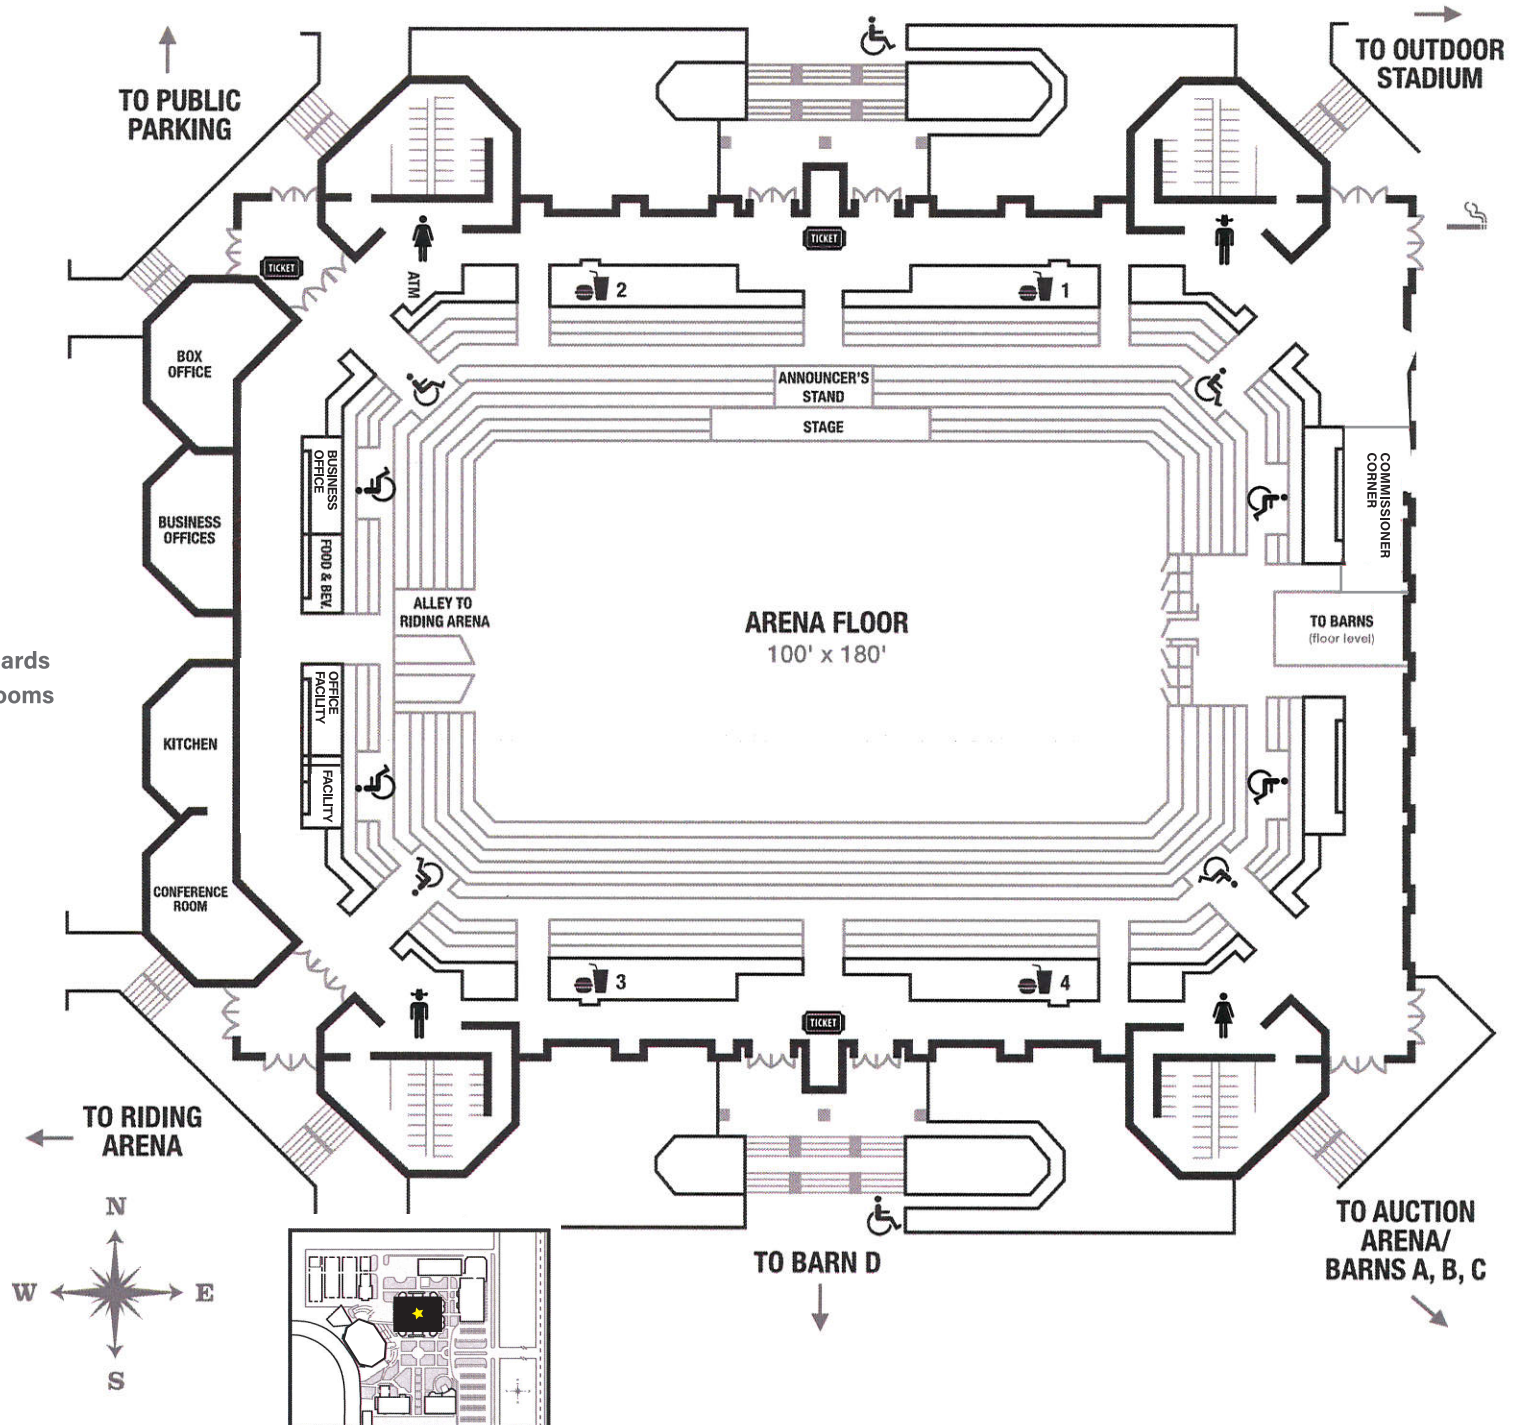 TO PUBLIC
PARKING
TO OUTDOOR
STADIUM
TICKET
TICKET
ATM
2
1
BOX
OFFICE
ANNOUNCER'S
STAND
STAGE
BUSINESS
OFFICE
COMMISSIONER
CORNER
BUSINESS
OFFICES
FOOD & BEV.
ALLEY TO
RIDING ARENA
ARENA FLOOR
100' x 180'
TO BARNS
(floor level)
ards
ooms
OFFICE
FACILITY
KITCHEN
FACILITY
CONFERENCE
ROOM
3
4
TICKET
TO RIDING
ARENA
N
W
E
S
TO BARN D
TO AUCTION
ARENA/
BARNS A, B, C